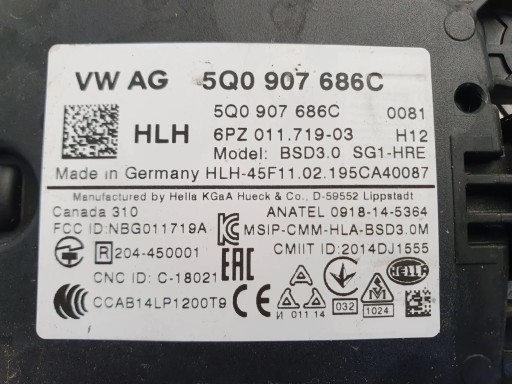 VW AG 5Q0 907 686C
5Q0 907 686C 0081
HLH 6PZ 011.719-03 H12
Model: BSD3.0 SG1-HRE
Made in Germany HLH-45F11.02.195CA40087
Manufactured by Hella KGaA Hueck & Co., D-59552 Lippstadt
Canada 310 ANATEL 0918-14-5364
FCC ID:NBG011719A MSIP-CMM-HLA-BSD3.0M
R 204-450001 CMIIT ID:2014DJ1555
CNC ID: C-18021 EAC HELLA
CCAB14LP1200T9 И 011 14 032 1024